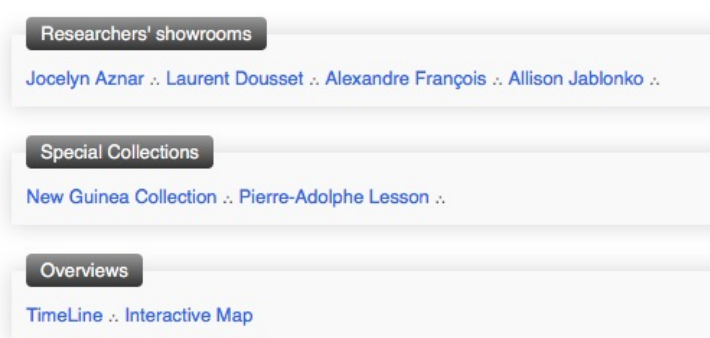 Researchers' showrooms
Jocelyn Aznar ∴ Laurent Dousset ∴ Alexandre François ∴ Allison Jablonko ∴
Special Collections
New Guinea Collection ∴ Pierre-Adolphe Lesson ∴
Overviews
TimeLine ∴ Interactive Map